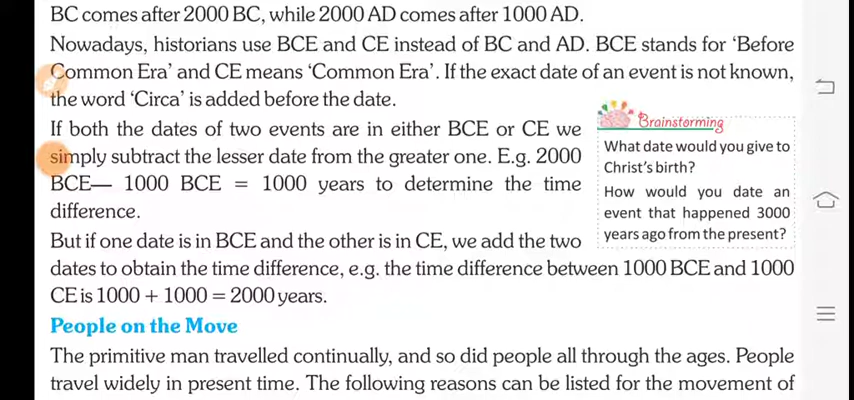 BC comes after 2000 BC, while 2000 AD comes after 1000 AD.
Nowadays, historians use BCE and CE instead of BC and AD. BCE stands for ‘Before
Common Era’ and CE means ‘Common Era’. If the exact date of an event is not known,
the word ‘Circa’ is added before the date.
If both the dates of two events are in either BCE or CE we
simply subtract the lesser date from the greater one. E.g. 2000
BCE— 1000 BCE = 1000 years to determine the time
difference.
Brainstorming
What date would you give to
Christ’s birth?
How would you date an
event that happened 3000
years ago from the present?
But if one date is in BCE and the other is in CE, we add the two
dates to obtain the time difference, e.g. the time difference between 1000 BCE and 1000
CE is 1000 + 1000 = 2000 years.
People on the Move
The primitive man travelled continually, and so did people all through the ages. People
travel widely in present time. The following reasons can be listed for the movement of